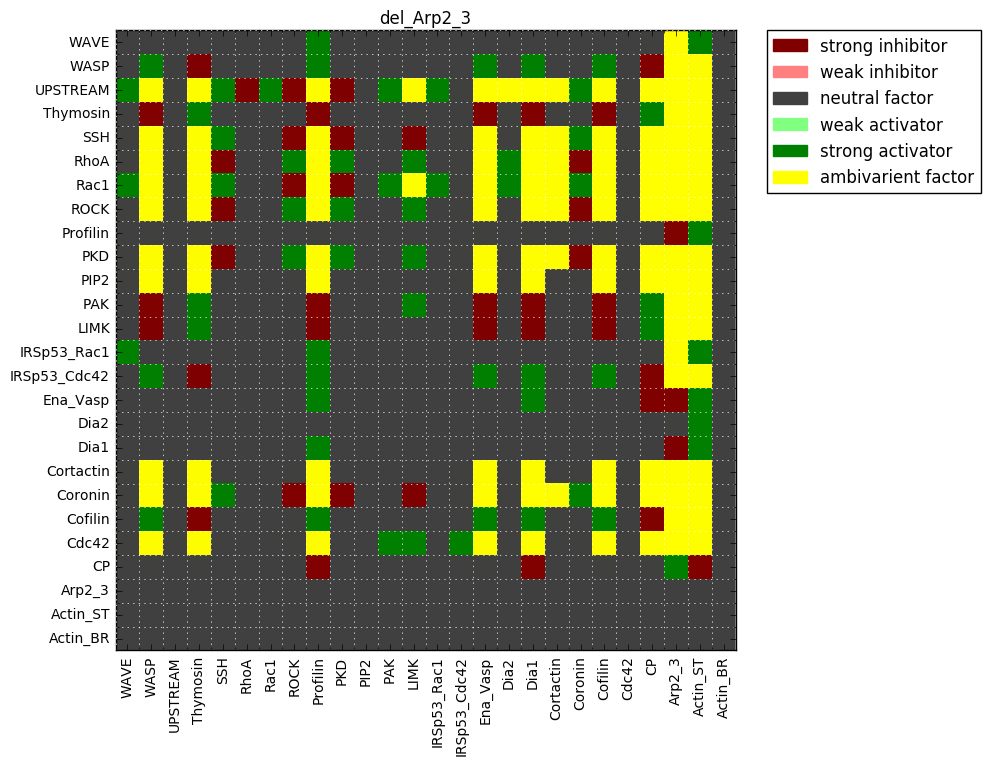 del_Arp2_3
WAVE
WASP
UPSTREAM
Thymosin
SSH
RhoA
Rac1
ROCK
Profilin
PKD
PIP2
PAK
LIMK
IRSp53_Rac1
IRSp53_Cdc42
Ena_Vasp
Dia2
Dia1
Cortactin
Coronin
Cofilin
Cdc42
CP
Arp2_3
Actin_ST
Actin_BR
WAVE
WASP
UPSTREAM
Thymosin
SSH
RhoA
Rac1
ROCK
Profilin
PKD
PIP2
PAK
LIMK
IRSp53_Rac1
IRSp53_Cdc42
Ena_Vasp
Dia2
Dia1
Cortactin
Coronin
Cofilin
Cdc42
CP
Arp2_3
Actin_ST
Actin_BR
strong inhibitor
weak inhibitor
neutral factor
weak activator
strong activator
ambivarient factor